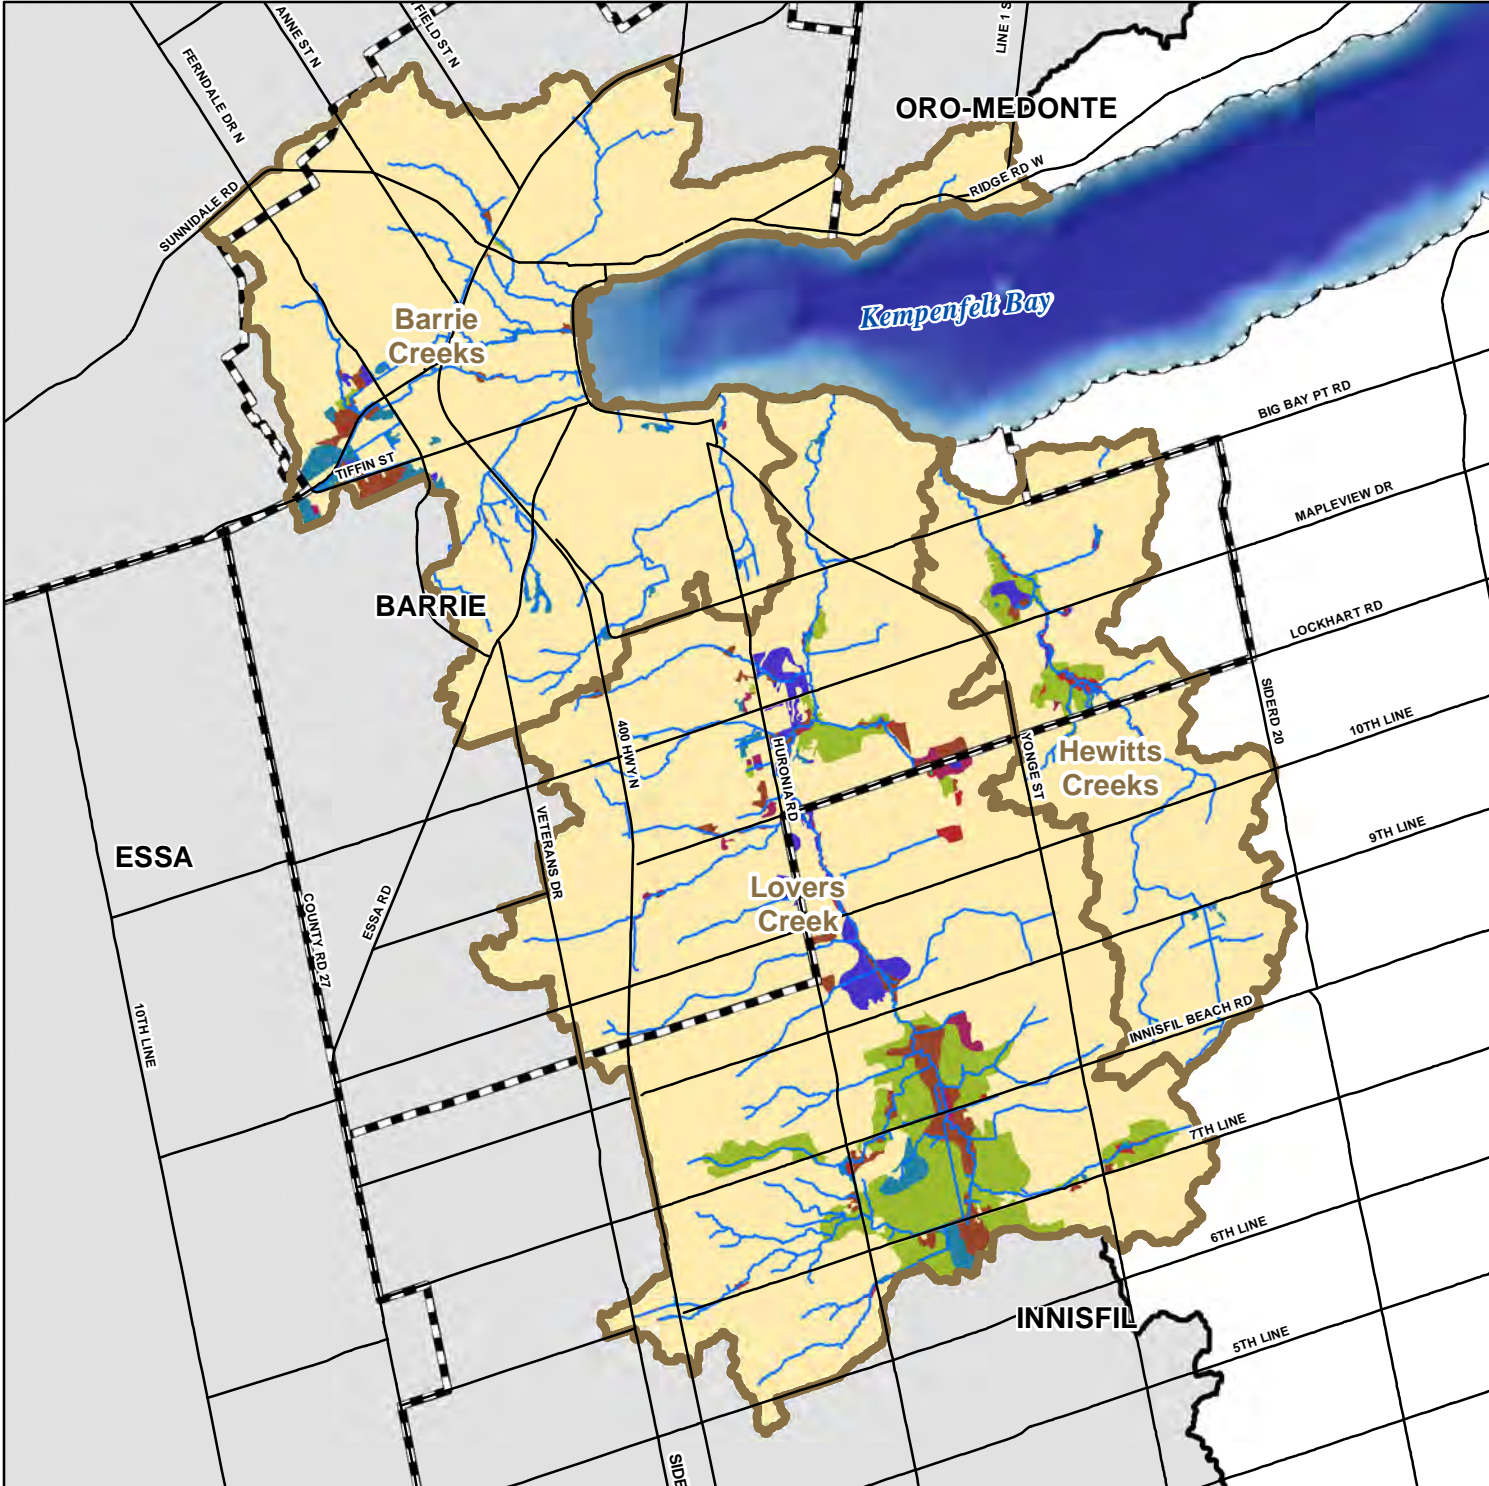 ANNE ST N
FIELD ST N
LINE 1 S
FERNDALE DR N
ORO-MEDONTE
RIDGE RD W
SUNNIDALE RD
Kempenfelt Bay
Barrie
Creeks
BIG BAY PT RD
TIFFIN ST
MAPLEVIEW DR
BARRIE
LOCKHART RD
SIDERD 20
10TH LINE
400 HWY N
HURONIA RD
YONGE ST
Hewitts
Creeks
VETERANS DR
9TH LINE
ESSA
Lovers
Creek
COUNTY RD 27
ESSA RD
10TH LINE
INNISFIL BEACH RD
7TH LINE
6TH LINE
INNISFIL
5TH LINE
SIDE